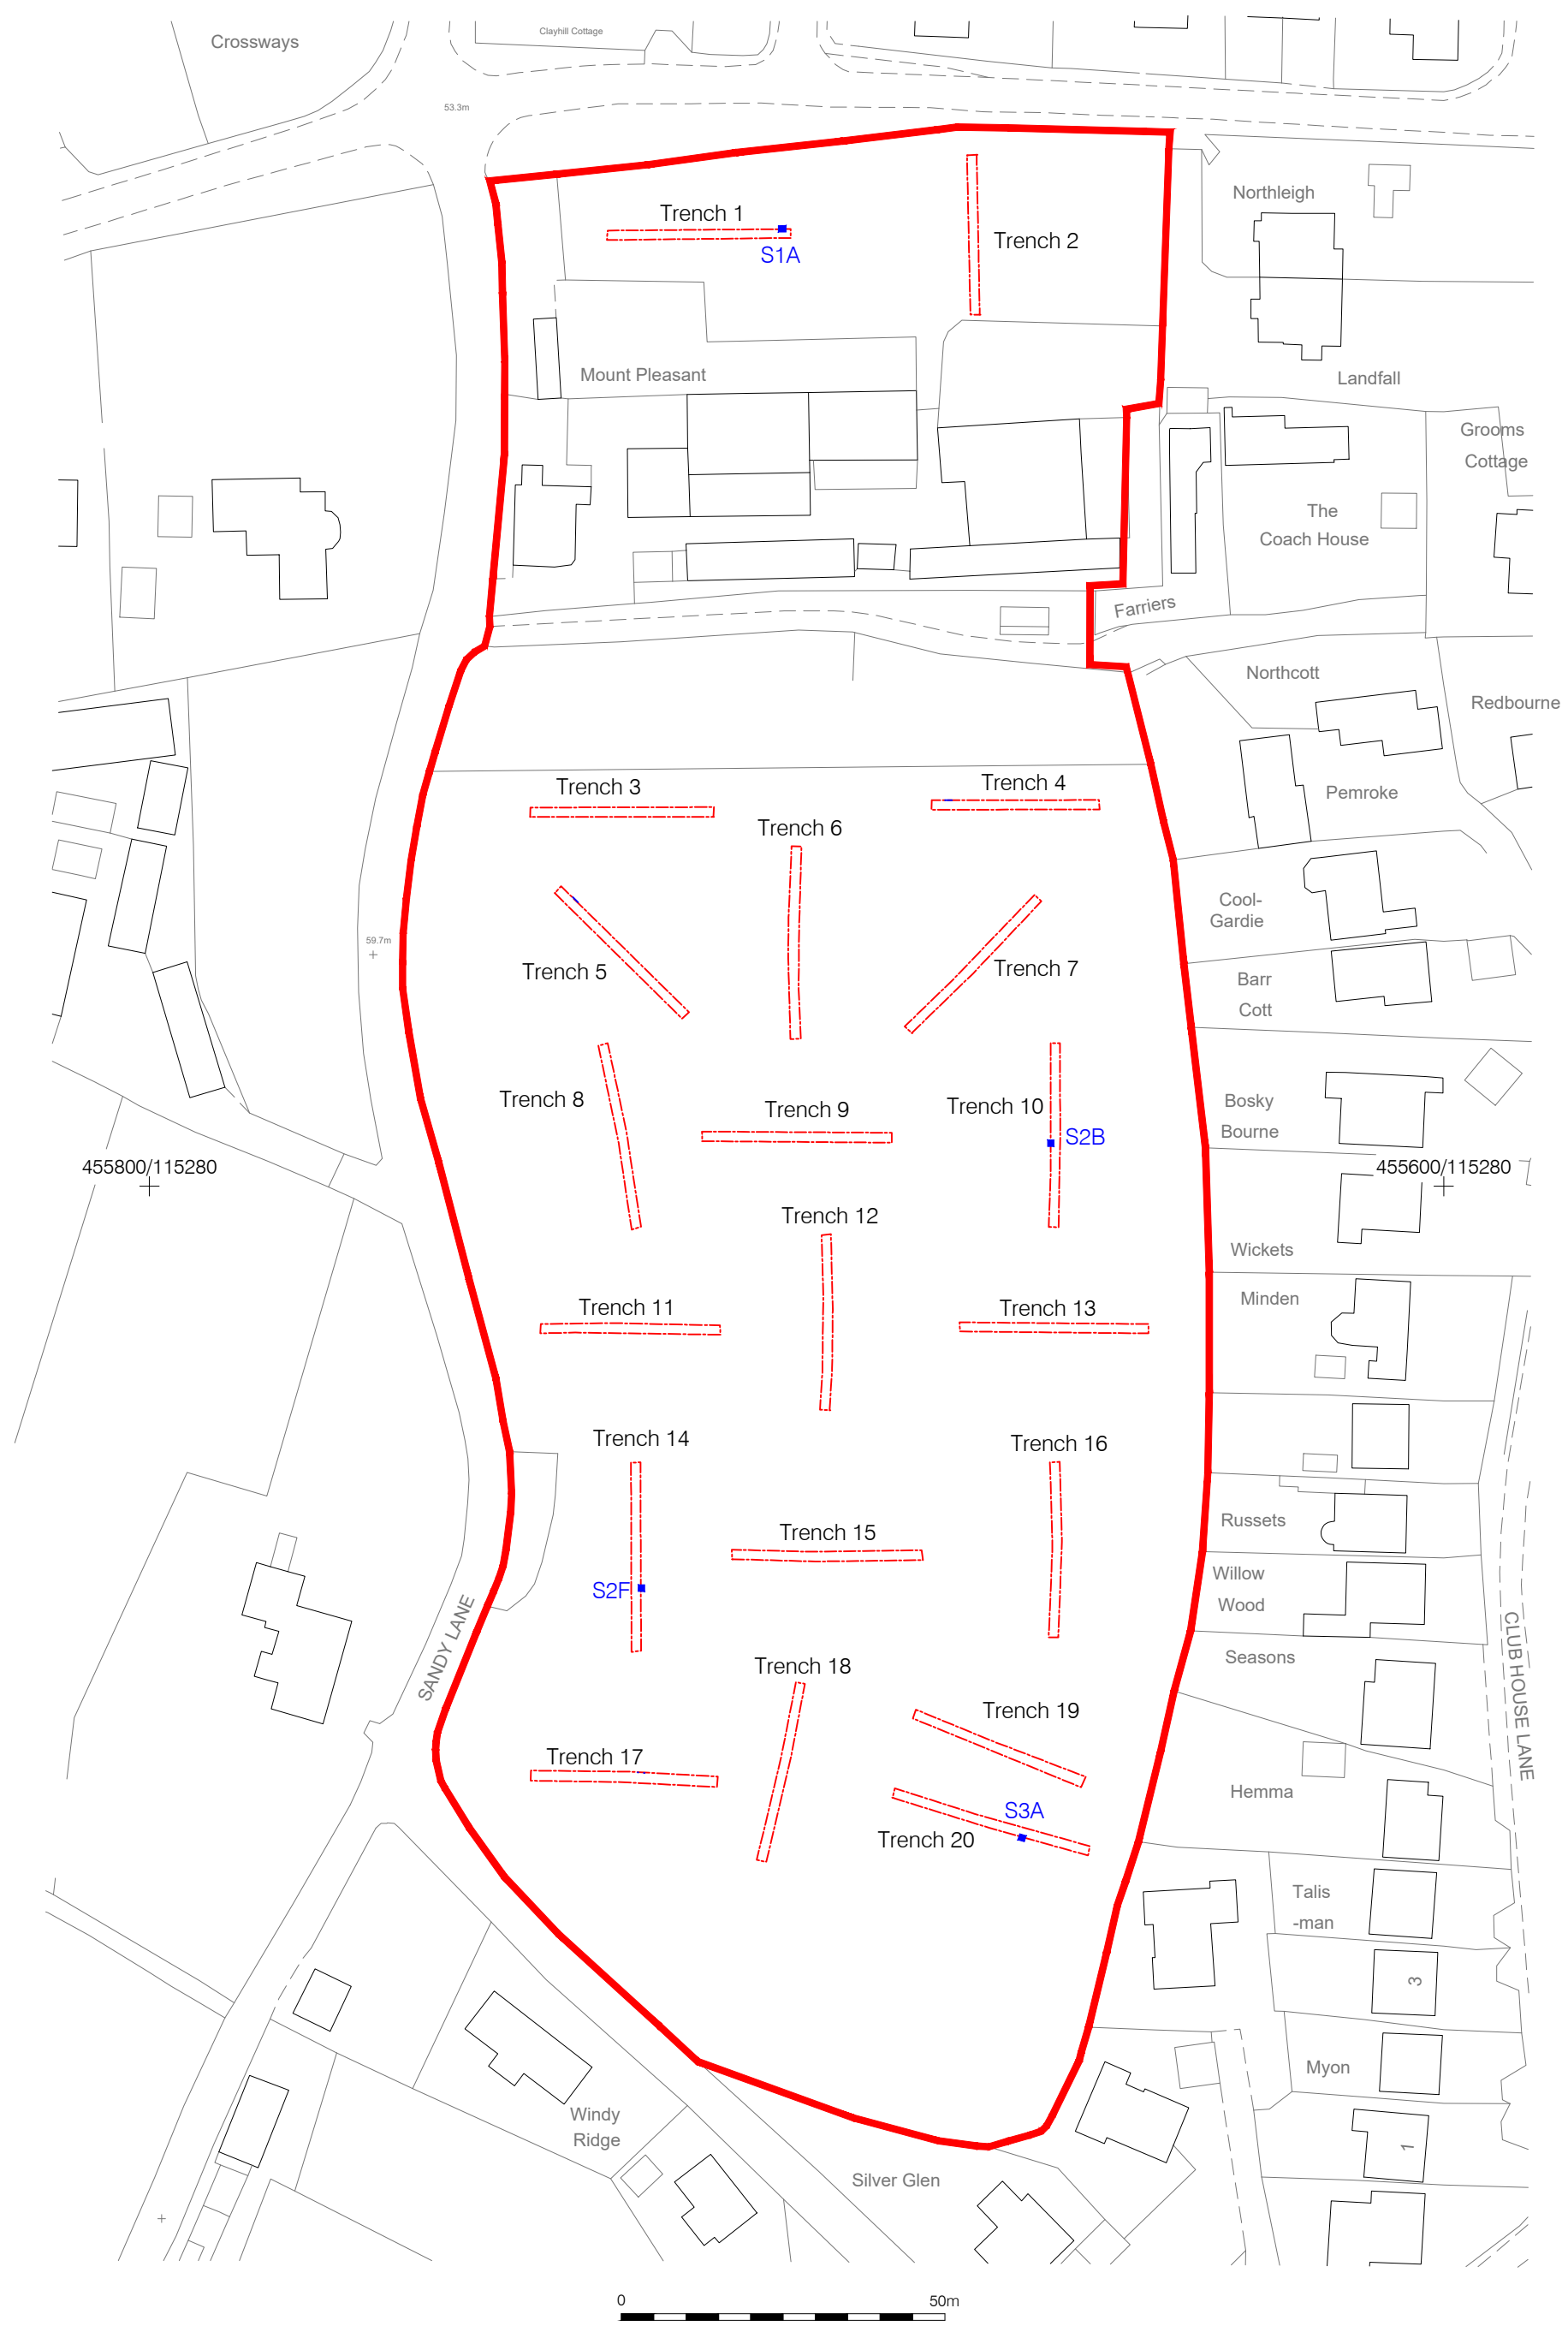 Crossways
Clayhill Cottage
53.3m
Northleigh
Trench 1
Trench 2
S1A
Mount Pleasant
Landfall
Grooms
Cottage
The
Coach House
Farriers
Northcott
Redbourne
Trench 3
Trench 4
Pemroke
Trench 6
Cool-
Gardie
59.7m
Trench 5
Trench 7
Barr
Cott
Trench 8
Trench 9
Trench 10
Bosky
Bourne
S2B
455800/115280
455600/115280
Trench 12
Wickets
Trench 11
Trench 13
Minden
Trench 14
Trench 16
Trench 15
Russets
S2F
Willow
Wood
SANDY LANE
CLUB HOUSE LANE
Trench 18
Seasons
Trench 19
Trench 17
Hemma
S3A
Trench 20
Talis
-man
3
Myon
Windy
Ridge
1
Silver Glen
0
50m